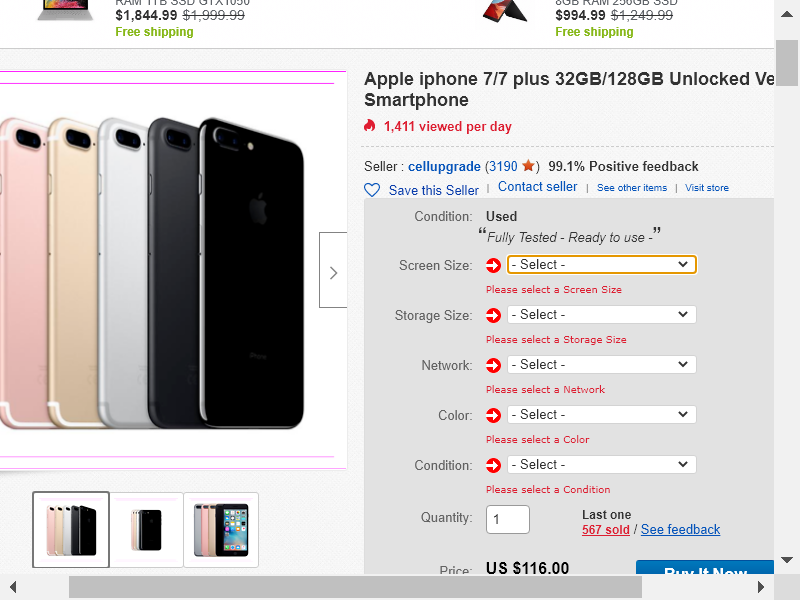 RAM 1TB SSD GTX1050
$1,844.99 $1,999.99
Free shipping
8GB RAM 256GB SSD
$994.99 $1,249.99
Free shipping
Apple iphone 7/7 plus 32GB/128GB Unlocked Ve
Smartphone
1,411 viewed per day
Seller : cellupgrade (3190 ) 99.1% Positive feedback
Save this Seller | Contact seller | See other items | Visit store
Condition: Used
“Fully Tested - Ready to use -”
Screen Size: - Select -
Please select a Screen Size
Storage Size: - Select -
Please select a Storage Size
Network: - Select -
Please select a Network
Color: - Select -
Please select a Color
Condition: - Select -
Please select a Condition
Quantity: 1 Last one
567 sold / See feedback
Price: US $116.00 Buy It Now